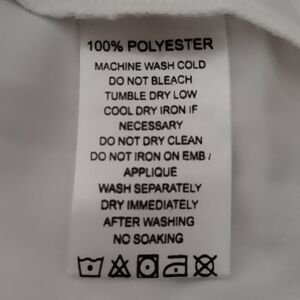 100% POLYESTER
MACHINE WASH COLD
DO NOT BLEACH
TUMBLE DRY LOW
COOL DRY IRON IF
NECESSARY
DO NOT DRY CLEAN
DO NOT IRON ON EMB /
APPLIQUE
WASH SEPARATELY
DRY IMMEDIATELY
AFTER WASHING
NO SOAKING